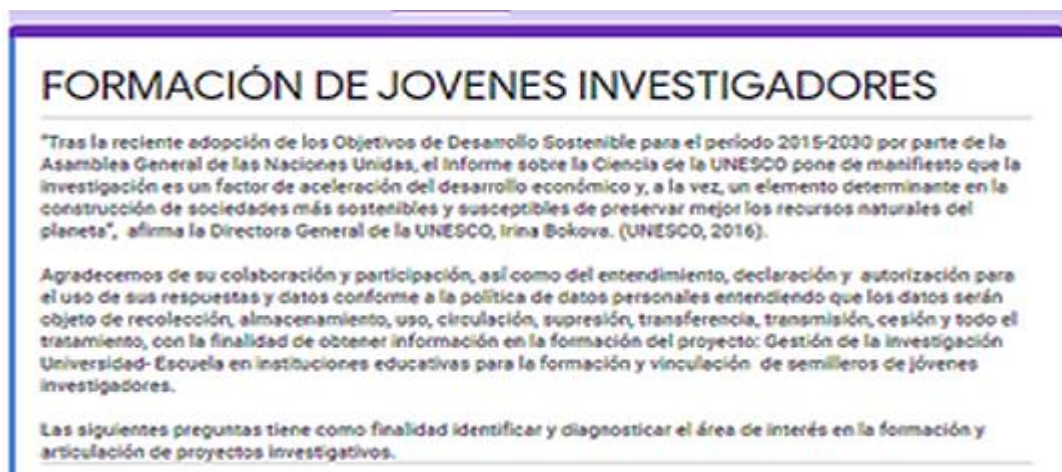 FORMACIÓN DE JOVENES INVESTIGADORES
"Tras la reciente adopción de los Objetivos de Desarrollo Sostenible para el período 2015-2030 por parte de la
Asamblea General de las Naciones Unidas, el Informe sobre la Ciencia de la UNESCO pone de manifiesto que la
investigación es un factor de aceleración del desarrollo económico y, a la vez, un elemento determinante en la
construcción de sociedades más sostenibles y susceptibles de preservar mejor los recursos naturales del
planeta", afirma la Directora General de la UNESCO, Irina Bokova. (UNESCO, 2016).
Agradecemos de su colaboración y participación, así como del entendimiento, declaración y autorización para
el uso de sus respuestas y datos conforme a la política de datos personales entendiendo que los datos serán
objeto de recolección, almacenamiento, uso, circulación, supresión, transferencia, transmisión, cesión y todo el
tratamiento, con la finalidad de obtener información en la formación del proyecto: Gestión de la investigación
Universidad- Escuela en instituciones educativas para la formación y vinculación de semilleros de jóvenes
investigadores.
Las siguientes preguntas tiene como finalidad identificar y diagnosticar el área de interés en la formación y
articulación de proyectos investigativos.